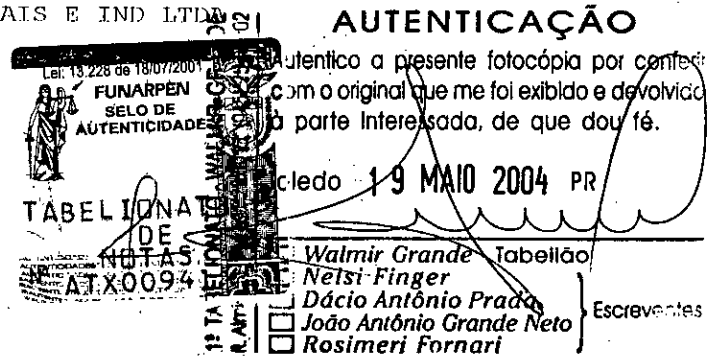 AIS E IND LTDA
Lei: 13.228 de 18/07/2001
FUNARPEN
SELO DE
AUTENTICIDADE
TABELIONAT
DE
NOTAS
ATX0094
AUTENTICAÇÃO
Autentico a presente fotocópia por conferir
com o original que me foi exibido e devolvido
à parte Interessada, de que dou fé.
oledo 19 MAIO 2004 PR
Walmir Grande Tabelião
Nelsi Finger
Dácio Antônio Prado
João Antônio Grande Neto
Rosimeri Fornari
Escreventes